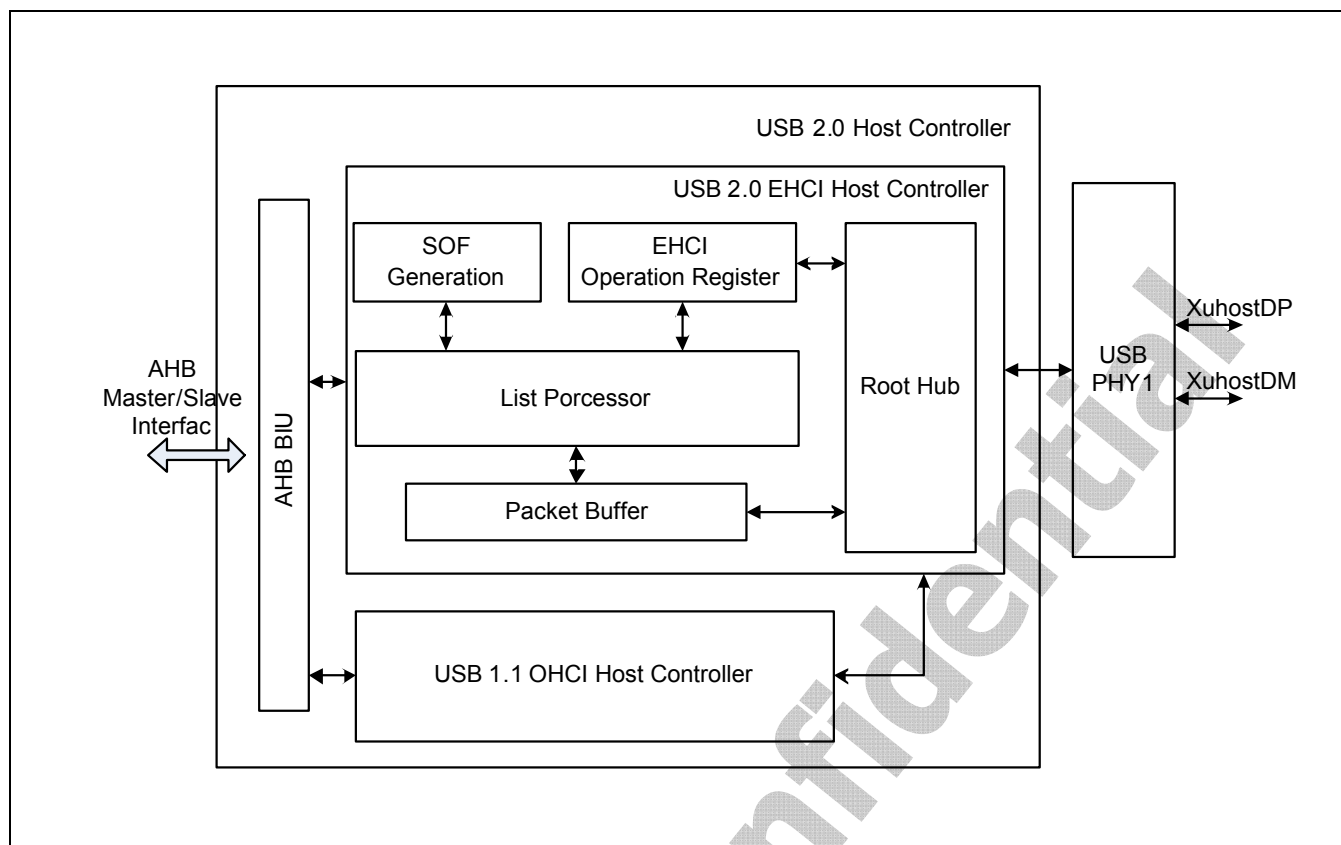 USB 2.0 Host Controller
USB 2.0 EHCI Host Controller
SOF
Generation
EHCI
Operation Register
XuhostDP
USB
PHY1
XuhostDM
AHB
Master/Slave
Interfac
List Porcessor
Root Hub
AHB BIU
Packet Buffer
USB 1.1 OHCI Host Controller
nfidential